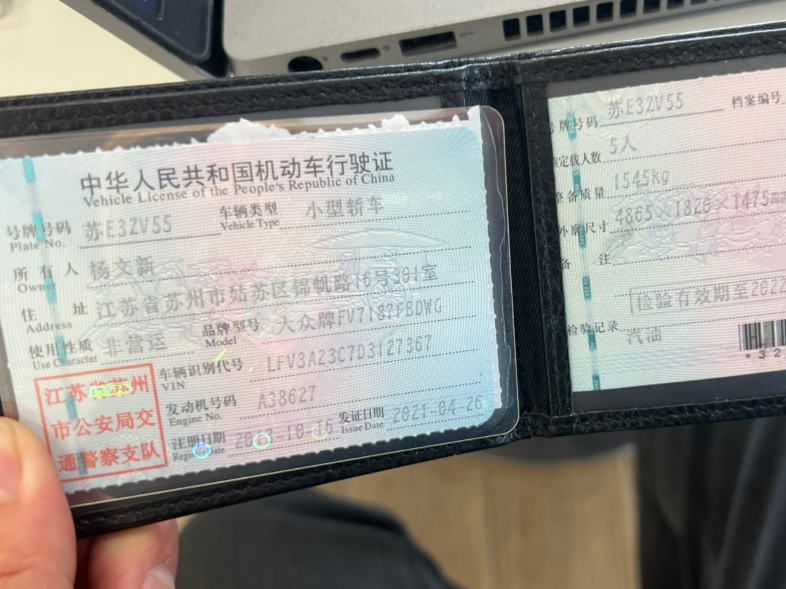 中华人民共和国机动车行驶证
Vehicle License of the People's Republic of China
号牌号码 苏E3ZV55 车辆类型 小型轿车
Plate No. Vehicle Type
所有人 杨文新
Owner
住址 江苏省苏州市姑苏区锦帆路16号301室
Address
使用性质 非营运 品牌型号 大众牌FV7187FBDWG
Use Character Model
车辆识别代号 LFV3A23C7D3127367
VIN
发动机号码 A38627
Engine No.
注册日期 2013-10-16 发证日期 2021-04-26
Register Date Issue Date
江苏省苏州
市公安局交
通警察支队
号牌号码 苏E3ZV55 档案编号
核定载人数 5人
整备质量 1545kg
外廓尺寸 4865×1820×1475
备注
检验有效期至2022
检验记录 汽油
*32